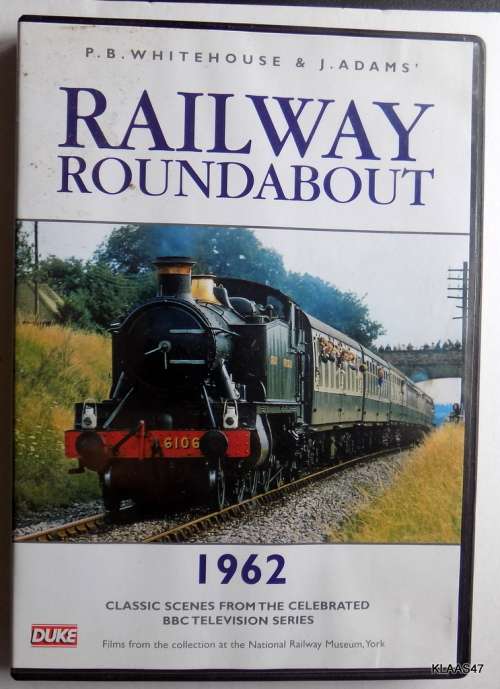 P.B.WHITEHOUSE & J.ADAMS'
RAILWAY
ROUNDABOUT
6106
1962
CLASSIC SCENES FROM THE CELEBRATED
BBC TELEVISION SERIES
DUKE
Films from the collection at the National Railway Museum, York
KLAAS47